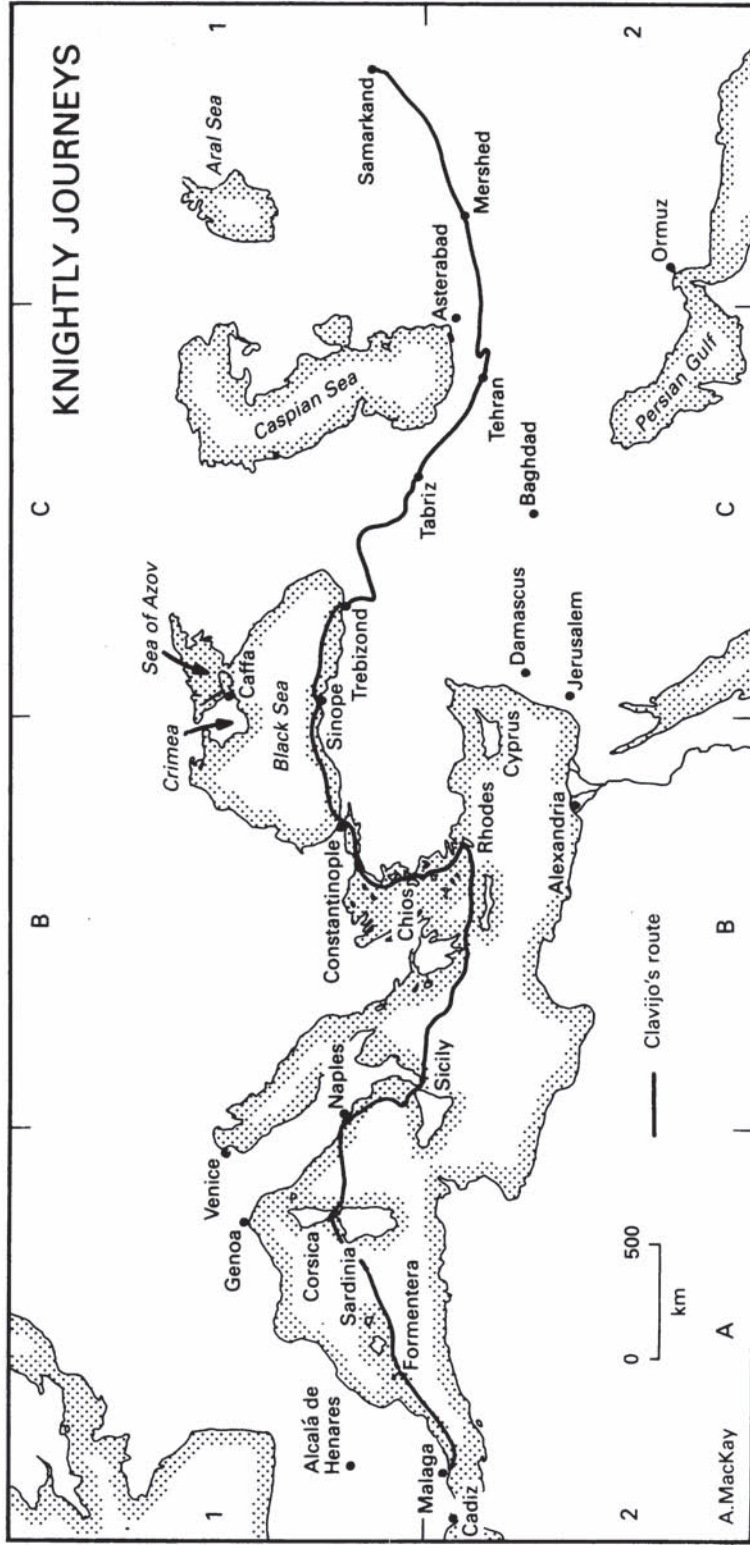 KNIGHTLY JOURNEYS
B
C
1
1
Aral Sea
Sea of Azov
Crimea
Caffa
Caspian Sea
Venice
Genoa
Black Sea
Samarkand
Naples
Constantinople
Sinope
Trebizond
Corsica
Sardinia
Alcalá de
Henares
Formentera
Chios
Tabriz
Asterabad
Mershed
Malaga
Cadiz
Sicily
Rhodes
Cyprus
Tehran
Damascus
Baghdad
Jerusalem
Alexandria
Persian Gulf
Ormuz
2
2
0
500
km
Clavijo's route
A
B
C
A.MacKay